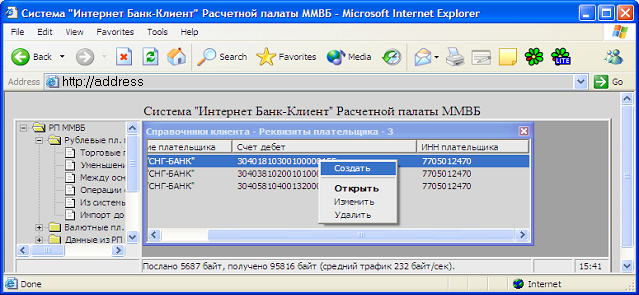 Система "Интернет Банк-Клиент" Расчетной палаты ММВБ - Microsoft Internet Explorer
File Edit View Favorites Tools Help
Back Search Favorites Media LITE
Address http://address Go
Система "Интернет Банк-Клиент" Расчетной палаты ММВБ
РП ММВБ
Рублевые пл.
Торговые
Уменьшени
Между осно
Операции с
Из системы
Импорт до
Валютные пл.
Данные из РП
Справочники клиента - Реквизиты плательщика - 3
ие плательщика Счет дебет ИНН плательщика
"СНГ-БАНК" 30401810300100000 7705012470
"СНГ-БАНК" 3040381020010100 7705012470
"СНГ-БАНК" 3040581040013200 7705012470
Создать
Открыть
Изменить
Удалить
Послано 5687 байт, получено 95816 байт (средний трафик 232 байт/сек). 15:41
Done Internet